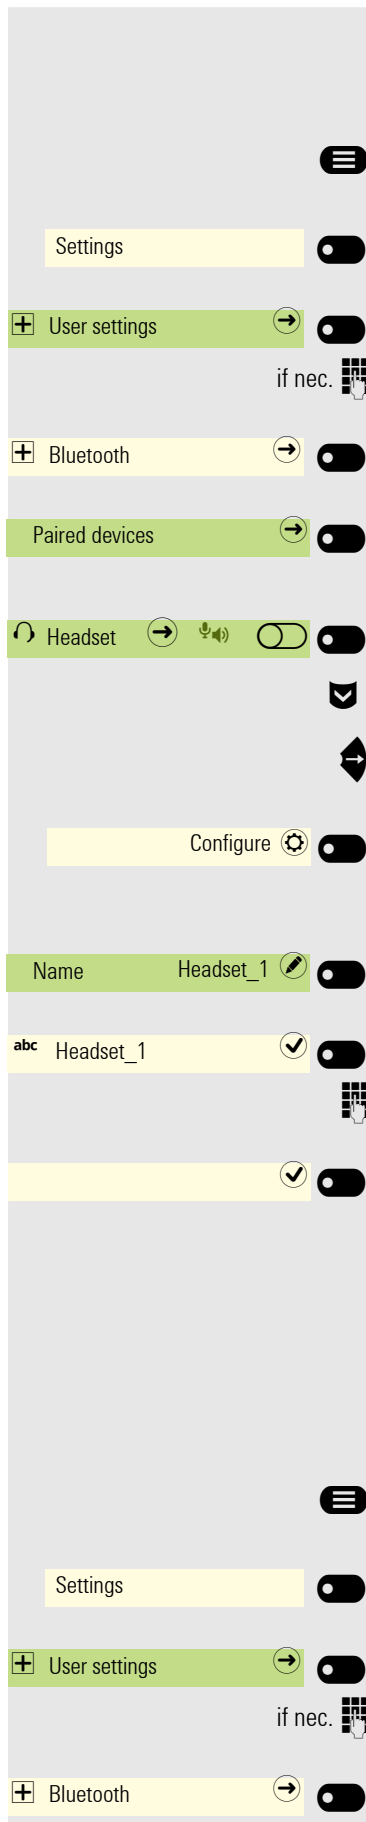 Settings
User settings
if nec.
Bluetooth
Paired devices
Headset
Configure
Name Headset_1
abc Headset_1
Settings
User settings
if nec.
Bluetooth